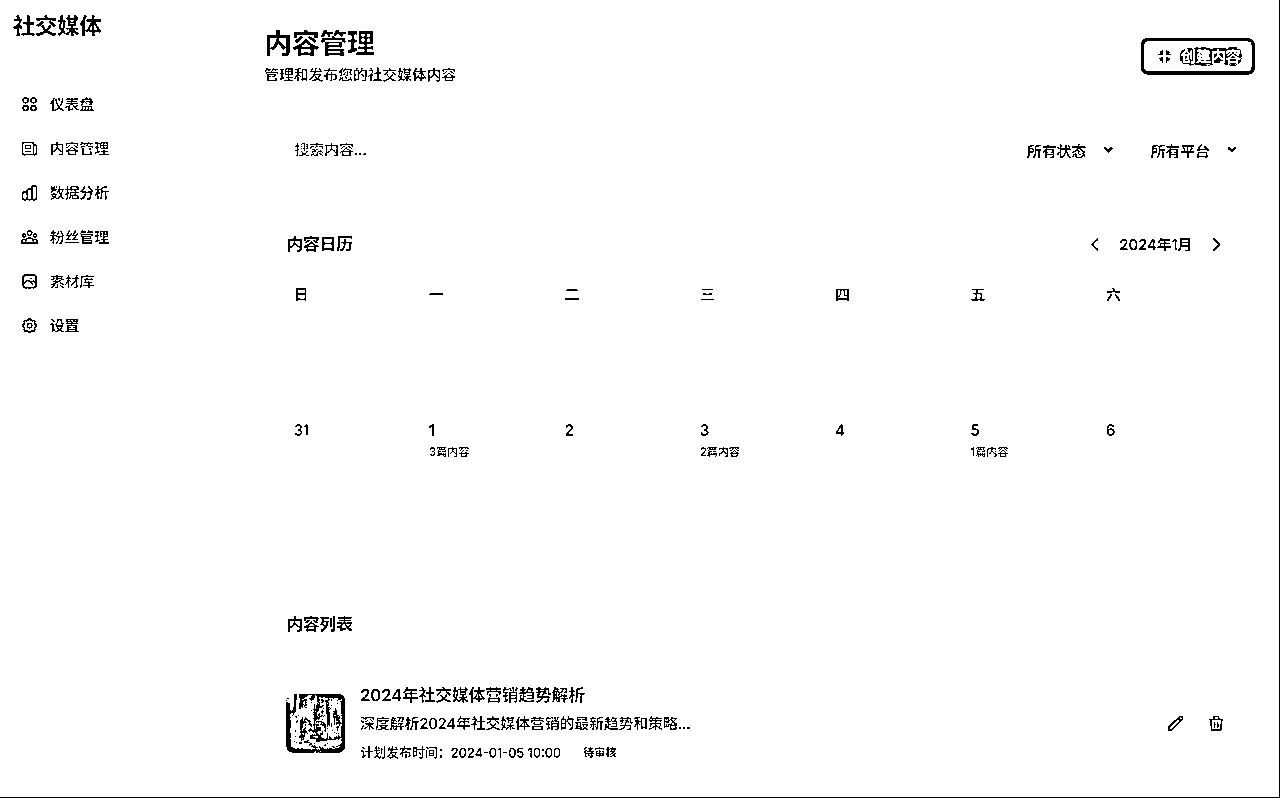 社交媒体
仪表盘
内容管理
数据分析
粉丝管理
素材库
设置
内容管理
管理和发布您的社交媒体内容
创建内容
搜索内容...
所有状态
所有平台
内容日历
2024年1月
日 一 二 三 四 五 六
31 1 2 3 4 5 6
3篇内容 2篇内容 1篇内容
内容列表
2024年社交媒体营销趋势解析
深度解析2024年社交媒体营销的最新趋势和策略...
计划发布时间：2024-01-05 10:00 待审核